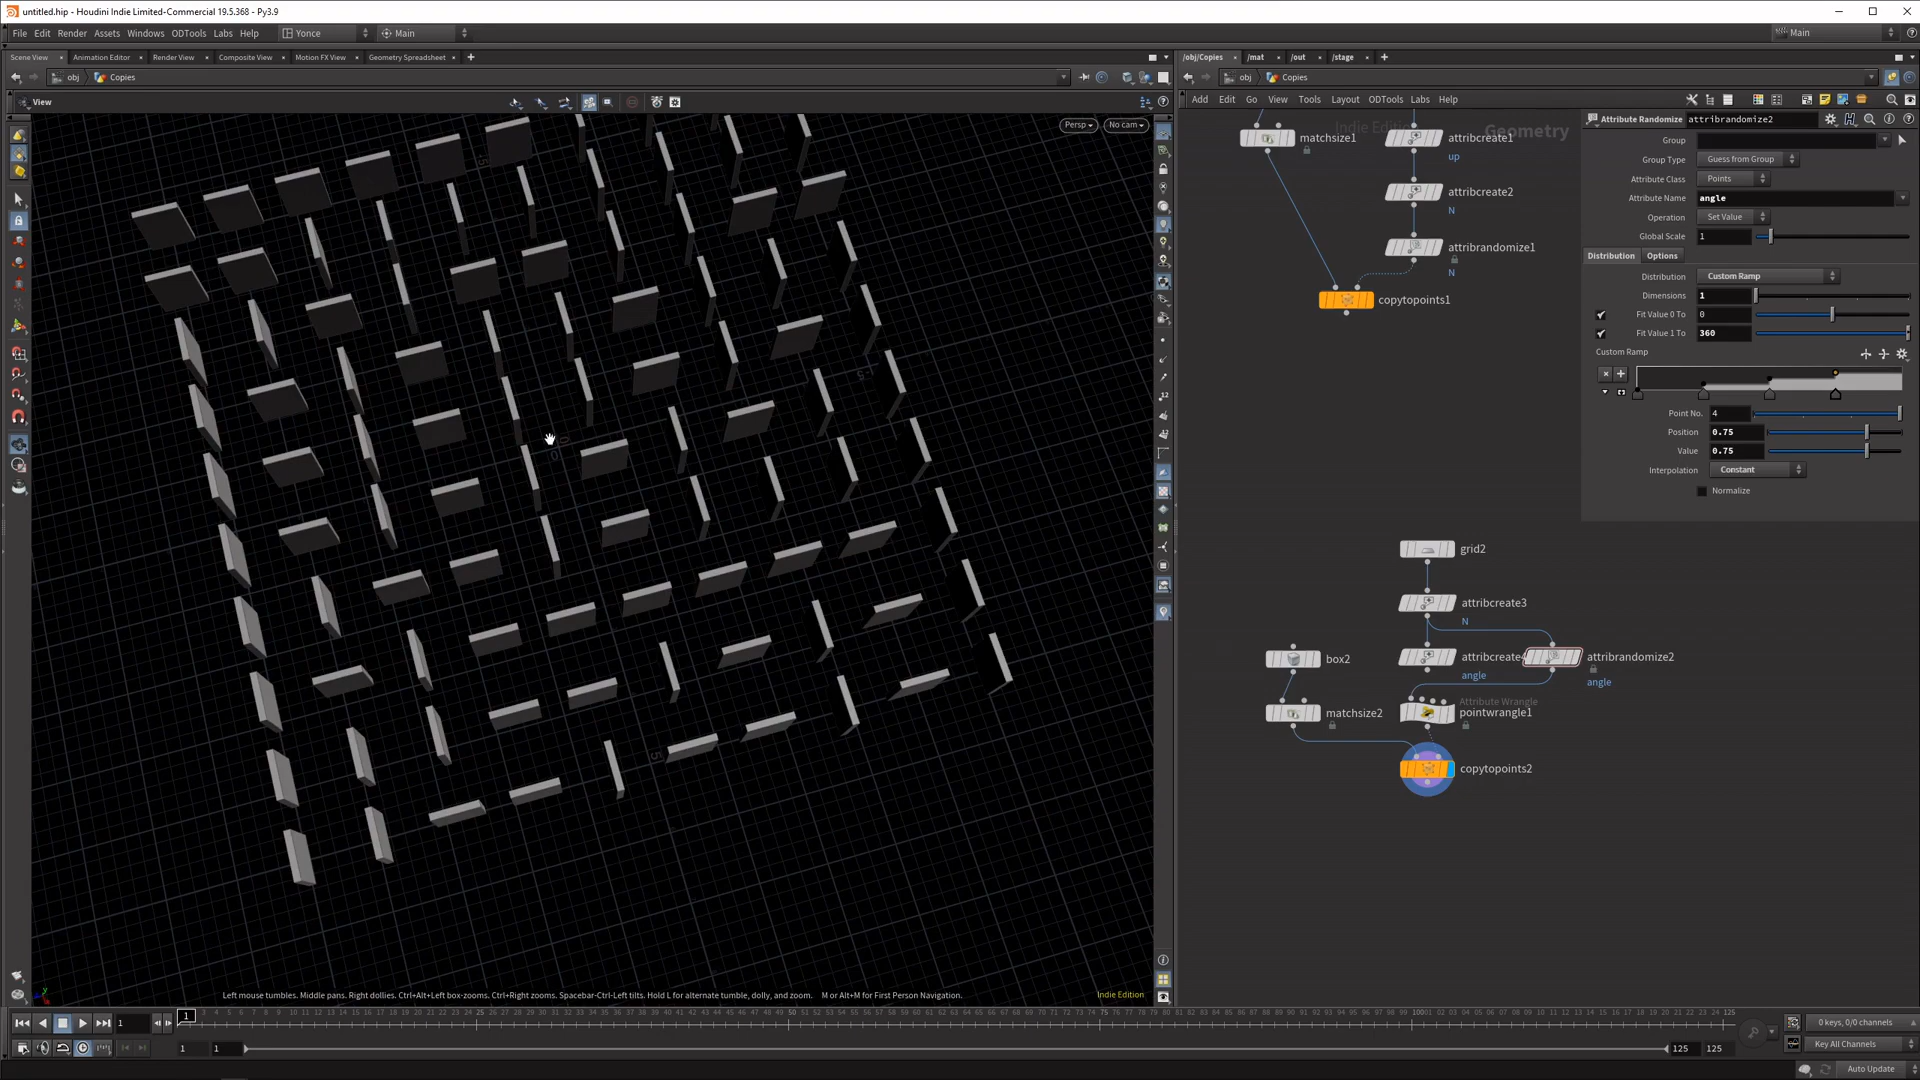 untitled.hip - Houdini Indie Limited-Commercial 19.5.368 - Py3.9
File Edit Render Assets Windows ODTools Labs Help Yonce Main Main
Scene View Animation Editor Render View Composite View Motion FX View Geometry Spreadsheet
obj Copies
View
Persp No cam
/obj/Copies /mat /out /stage
obj Copies
Add Edit Go View Tools Layout ODTools Labs Help
Indie Edition Geometry
matchsize1
attribcreate1
up
attribcreate2
N
attribrandomize1
N
copytopoints1
grid2
attribcreate3
N
box2
attribcreate4
angle
attribrandomize2
angle
matchsize2
Attribute Wrangle
pointwrangle1
copytopoints2
Attribute Randomize attribrandomize2
Group
Group Type Guess from Group
Attribute Class Points
Attribute Name angle
Operation Set Value
Global Scale 1
Distribution Options
Distribution Custom Ramp
Dimensions 1
Fit Value 0 To 0
Fit Value 1 To 360
Custom Ramp
Point No. 4
Position 0.75
Value 0.75
Interpolation Constant
Normalize
Left mouse tumbles. Middle pans. Right dollies. Ctrl+Alt+Left box-zooms. Ctrl+Right zooms. Spacebar-Ctrl-Left tilts. Hold L for alternate tumble, dolly, and zoom. M or Alt+M for First Person Navigation.
Indie Edition
1 1
0 keys, 0/0 channels
1 1 125 125
Key All Channels
Auto Update